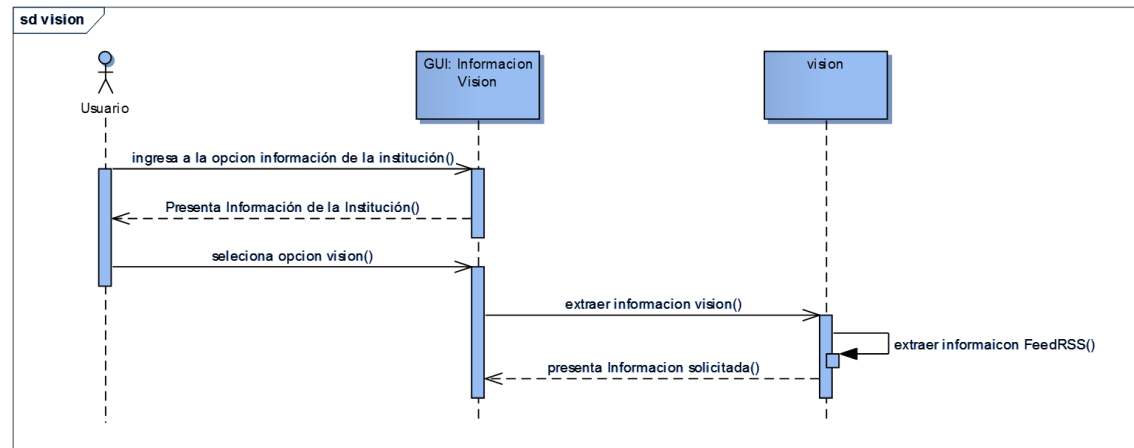 sd vision
Usuario
GUI: Informacion
Vision
vision
ingresa a la opcion información de la institución()
Presenta Información de la Institución()
seleciona opcion vision()
extraer informacion vision()
extraer informaicon FeedRSS()
presenta Informacion solicitada()